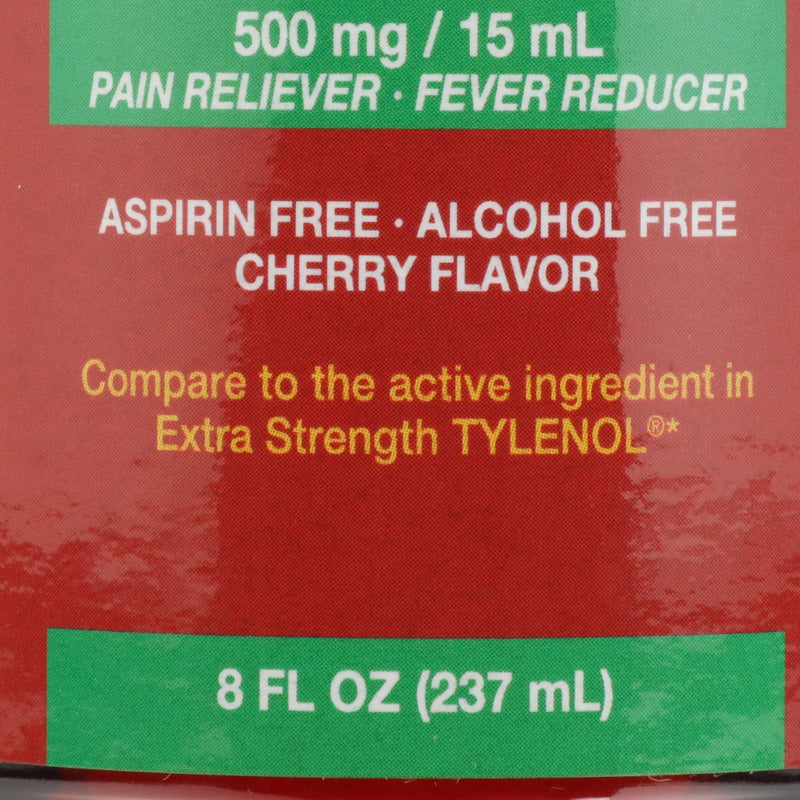 500 mg / 15 mL
PAIN RELIEVER · FEVER REDUCER
ASPIRIN FREE · ALCOHOL FREE
CHERRY FLAVOR
Compare to the active ingredient in
Extra Strength TYLENOL®*
8 FL OZ (237 mL)